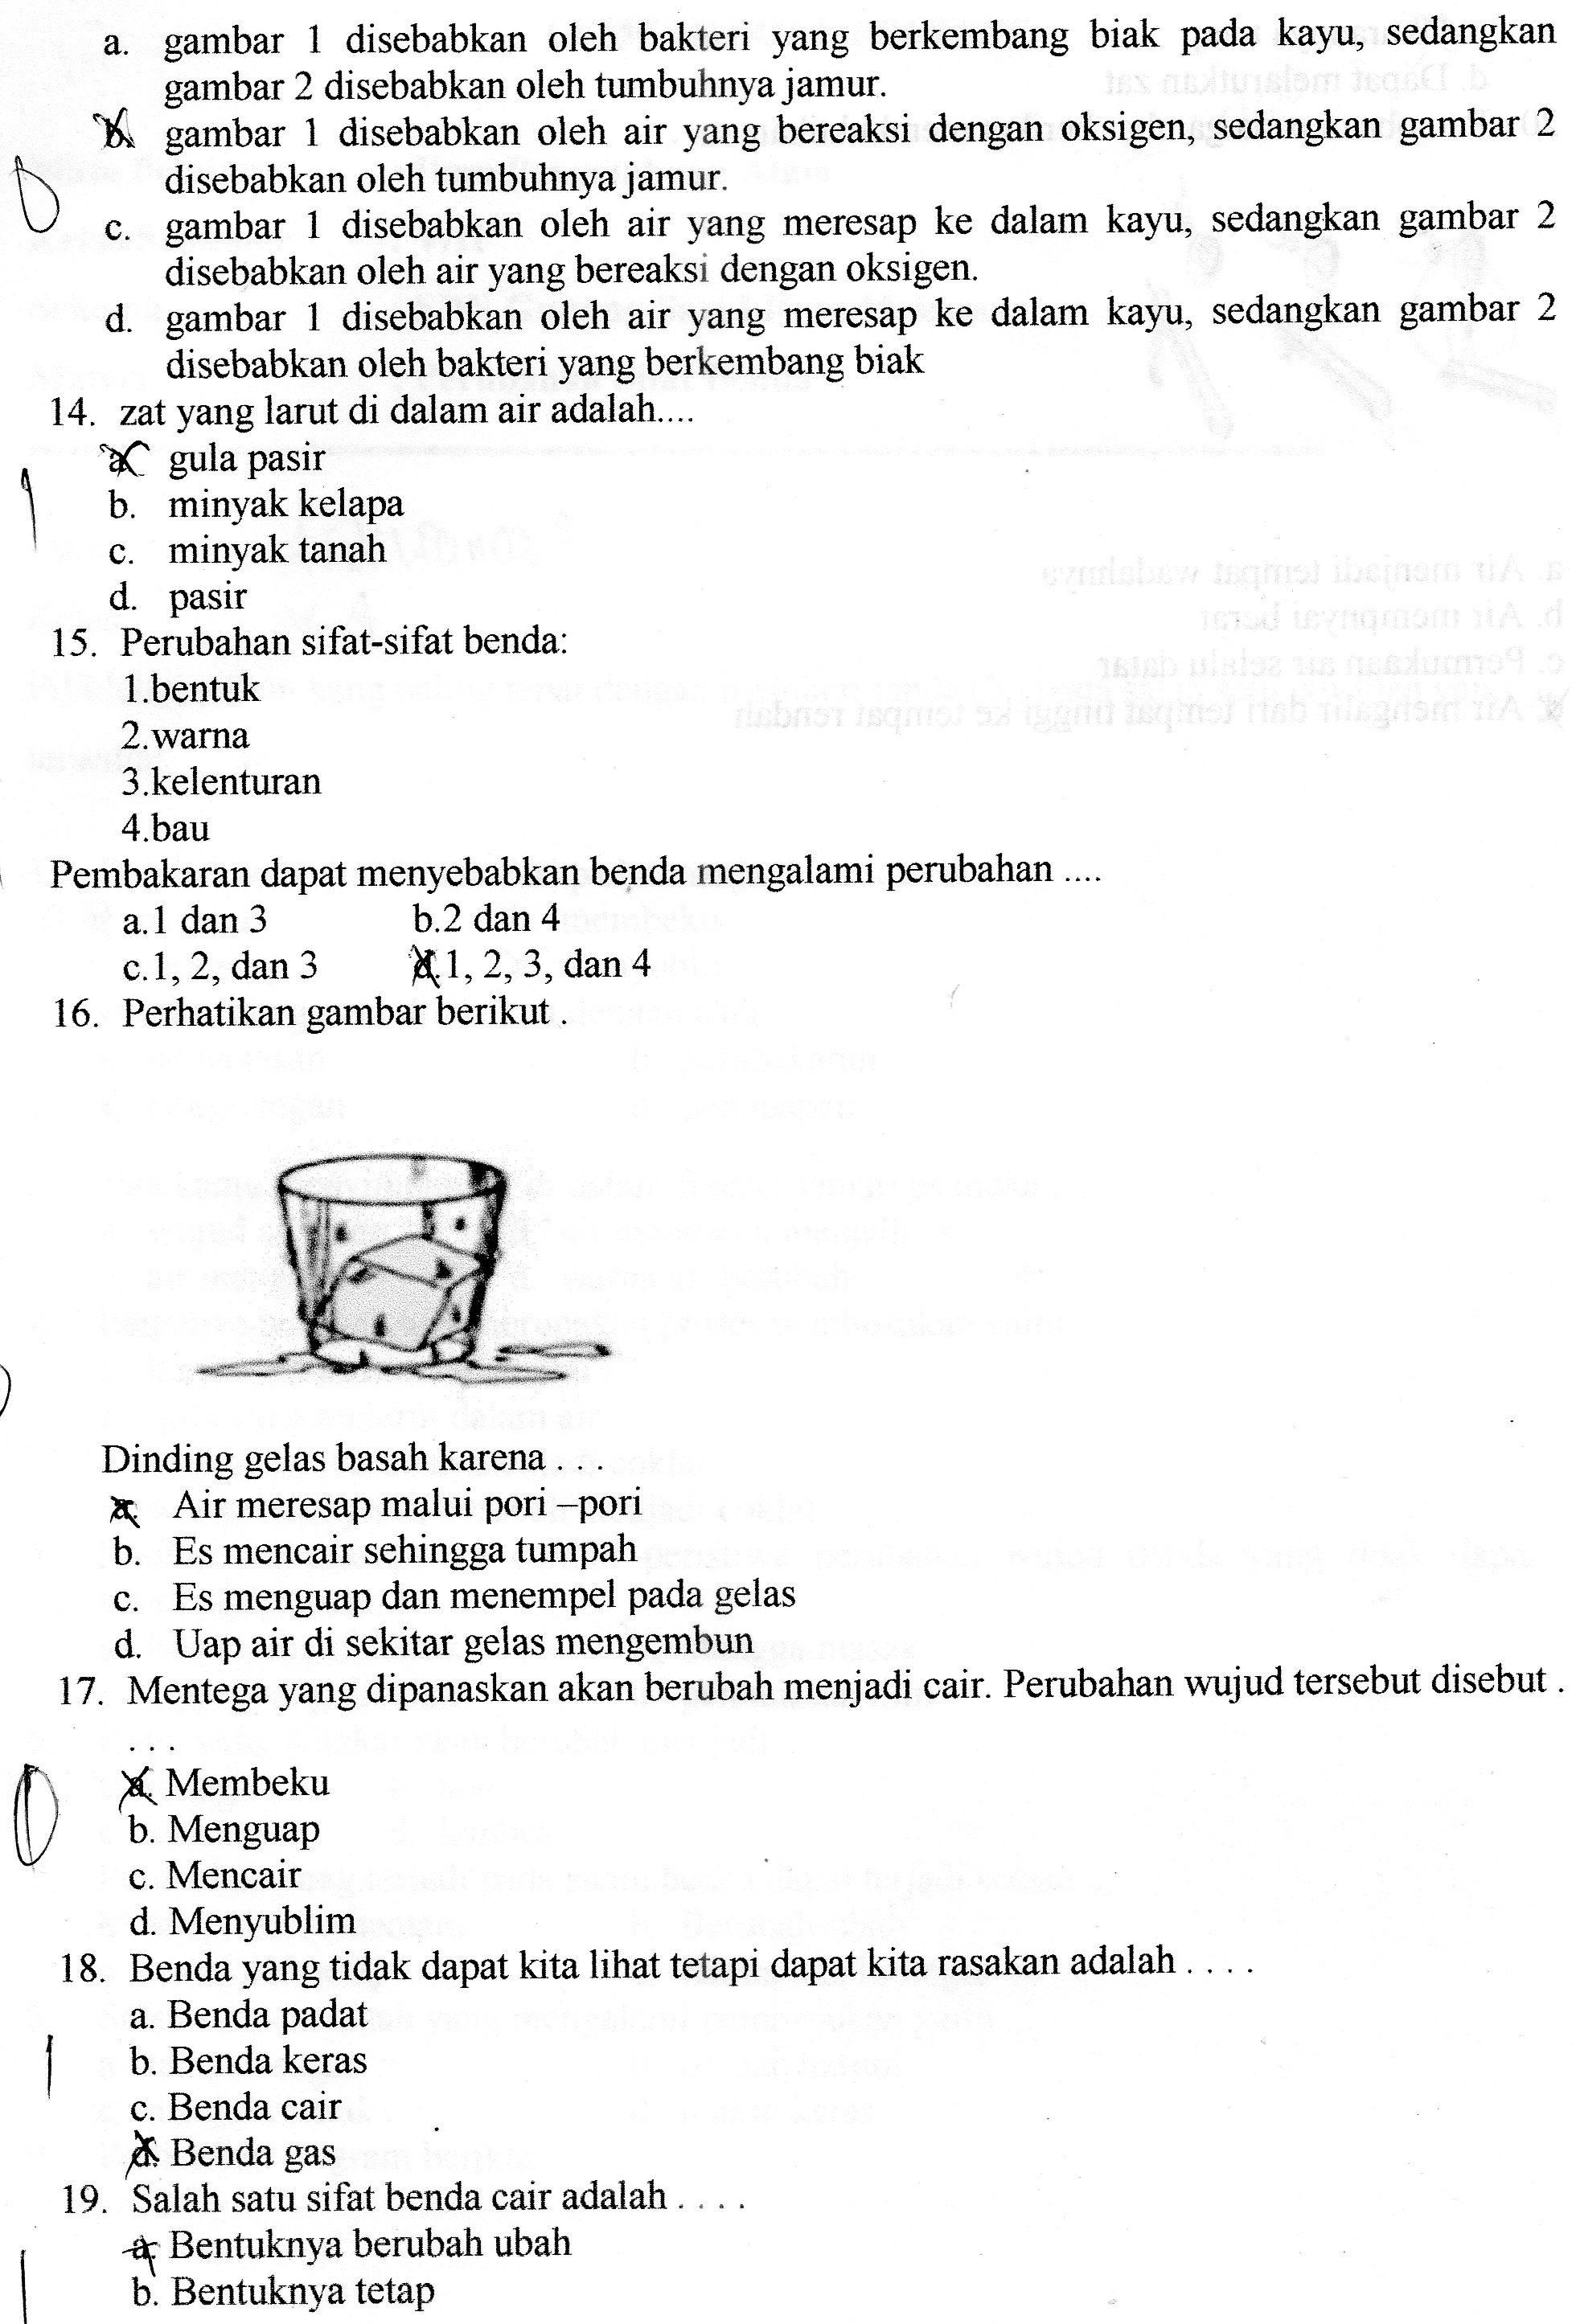 a. gambar 1 disebabkan oleh bakteri yang berkembang biak pada kayu, sedangkan
gambar 2 disebabkan oleh tumbuhnya jamur.
b. gambar 1 disebabkan oleh air yang bereaksi dengan oksigen, sedangkan gambar 2
disebabkan oleh tumbuhnya jamur.
c. gambar 1 disebabkan oleh air yang meresap ke dalam kayu, sedangkan gambar 2
disebabkan oleh air yang bereaksi dengan oksigen.
d. gambar 1 disebabkan oleh air yang meresap ke dalam kayu, sedangkan gambar 2
disebabkan oleh bakteri yang berkembang biak
14. zat yang larut di dalam air adalah....
a. gula pasir
b. minyak kelapa
c. minyak tanah
d. pasir
15. Perubahan sifat-sifat benda:
1.bentuk
2.warna
3.kelenturan
4.bau
Pembakaran dapat menyebabkan benda mengalami perubahan ....
a.1 dan 3 b.2 dan 4
c.1, 2, dan 3 d.1, 2, 3, dan 4
16. Perhatikan gambar berikut .
Dinding gelas basah karena . . .
a. Air meresap malui pori –pori
b. Es mencair sehingga tumpah
c. Es menguap dan menempel pada gelas
d. Uap air di sekitar gelas mengembun
17. Mentega yang dipanaskan akan berubah menjadi cair. Perubahan wujud tersebut disebut .
. . .
a. Membeku
b. Menguap
c. Mencair
d. Menyublim
18. Benda yang tidak dapat kita lihat tetapi dapat kita rasakan adalah . . . .
a. Benda padat
b. Benda keras
c. Benda cair
d. Benda gas
19. Salah satu sifat benda cair adalah . . . .
a. Bentuknya berubah ubah
b. Bentuknya tetap